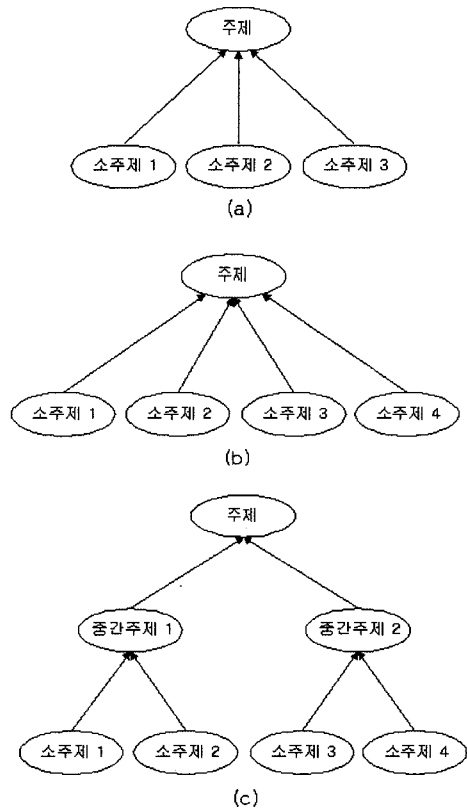 주제
소주제 1 소주제 2 소주제 3
(a)
주제
소주제 1 소주제 2 소주제 3 소주제 4
(b)
주제
중간주제 1 중간주제 2
소주제 1 소주제 2 소주제 3 소주제 4
(c)